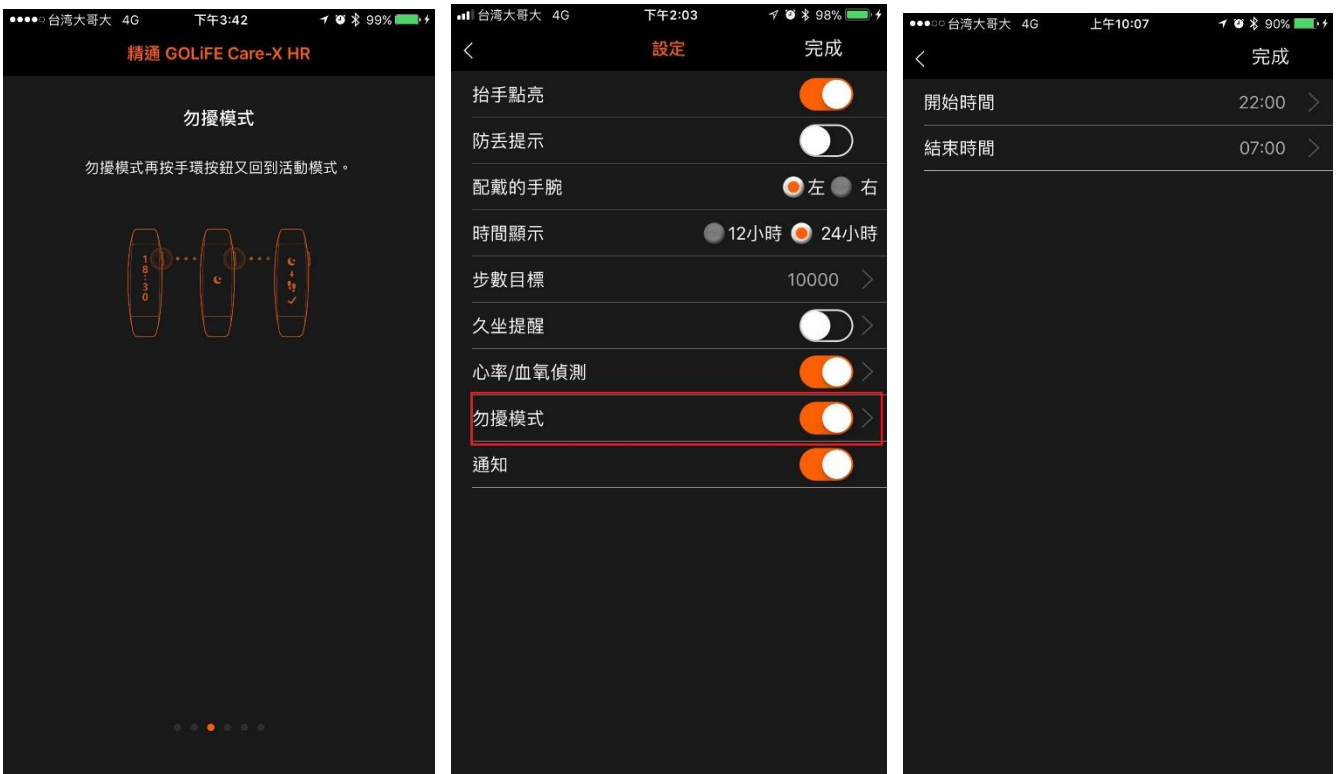 台湾大哥大 4G 下午3:42 99%
精通 GOLiFE Care-X HR
勿擾模式
勿擾模式再按手環按鈕又回到活動模式。
18:30
台湾大哥大 4G 下午2:03 98%
設定 完成
抬手點亮
防丟提示
配戴的手腕 左 右
時間顯示 12小時 24小時
步數目標 10000
久坐提醒
心率/血氧偵測
勿擾模式
通知
台湾大哥大 4G 上午10:07 90%
完成
開始時間 22:00
結束時間 07:00